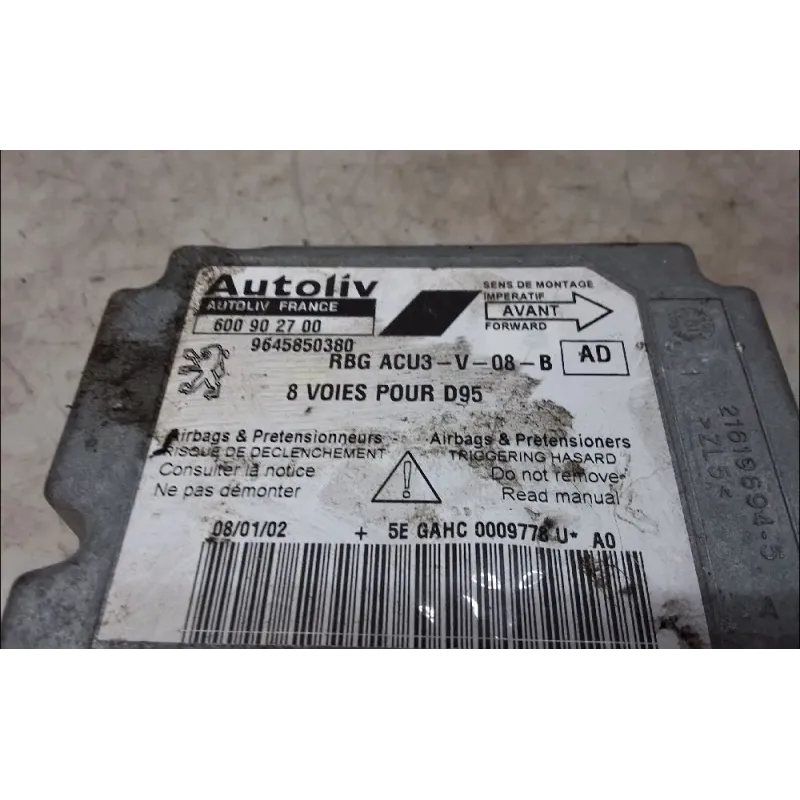 Autoliv
AUTOLIV FRANCE
600 90 27 00
9645850380
SENS DE MONTAGE
IMPERATIF
AVANT
FORWARD
RBG ACU3-V-08-B
AD
8 VOIES POUR D95
Airbags & Pretensionneurs
RISQUE DE DECLENCHEMENT
Consulter la notice
Ne pas démonter
Airbags & Pretensioners
TRIGGERING HASARD
Do not remove
Read manual
08/01/02 + 5E GAHC 0009778 U* A0
21619694.5
>ZL5<
1
A